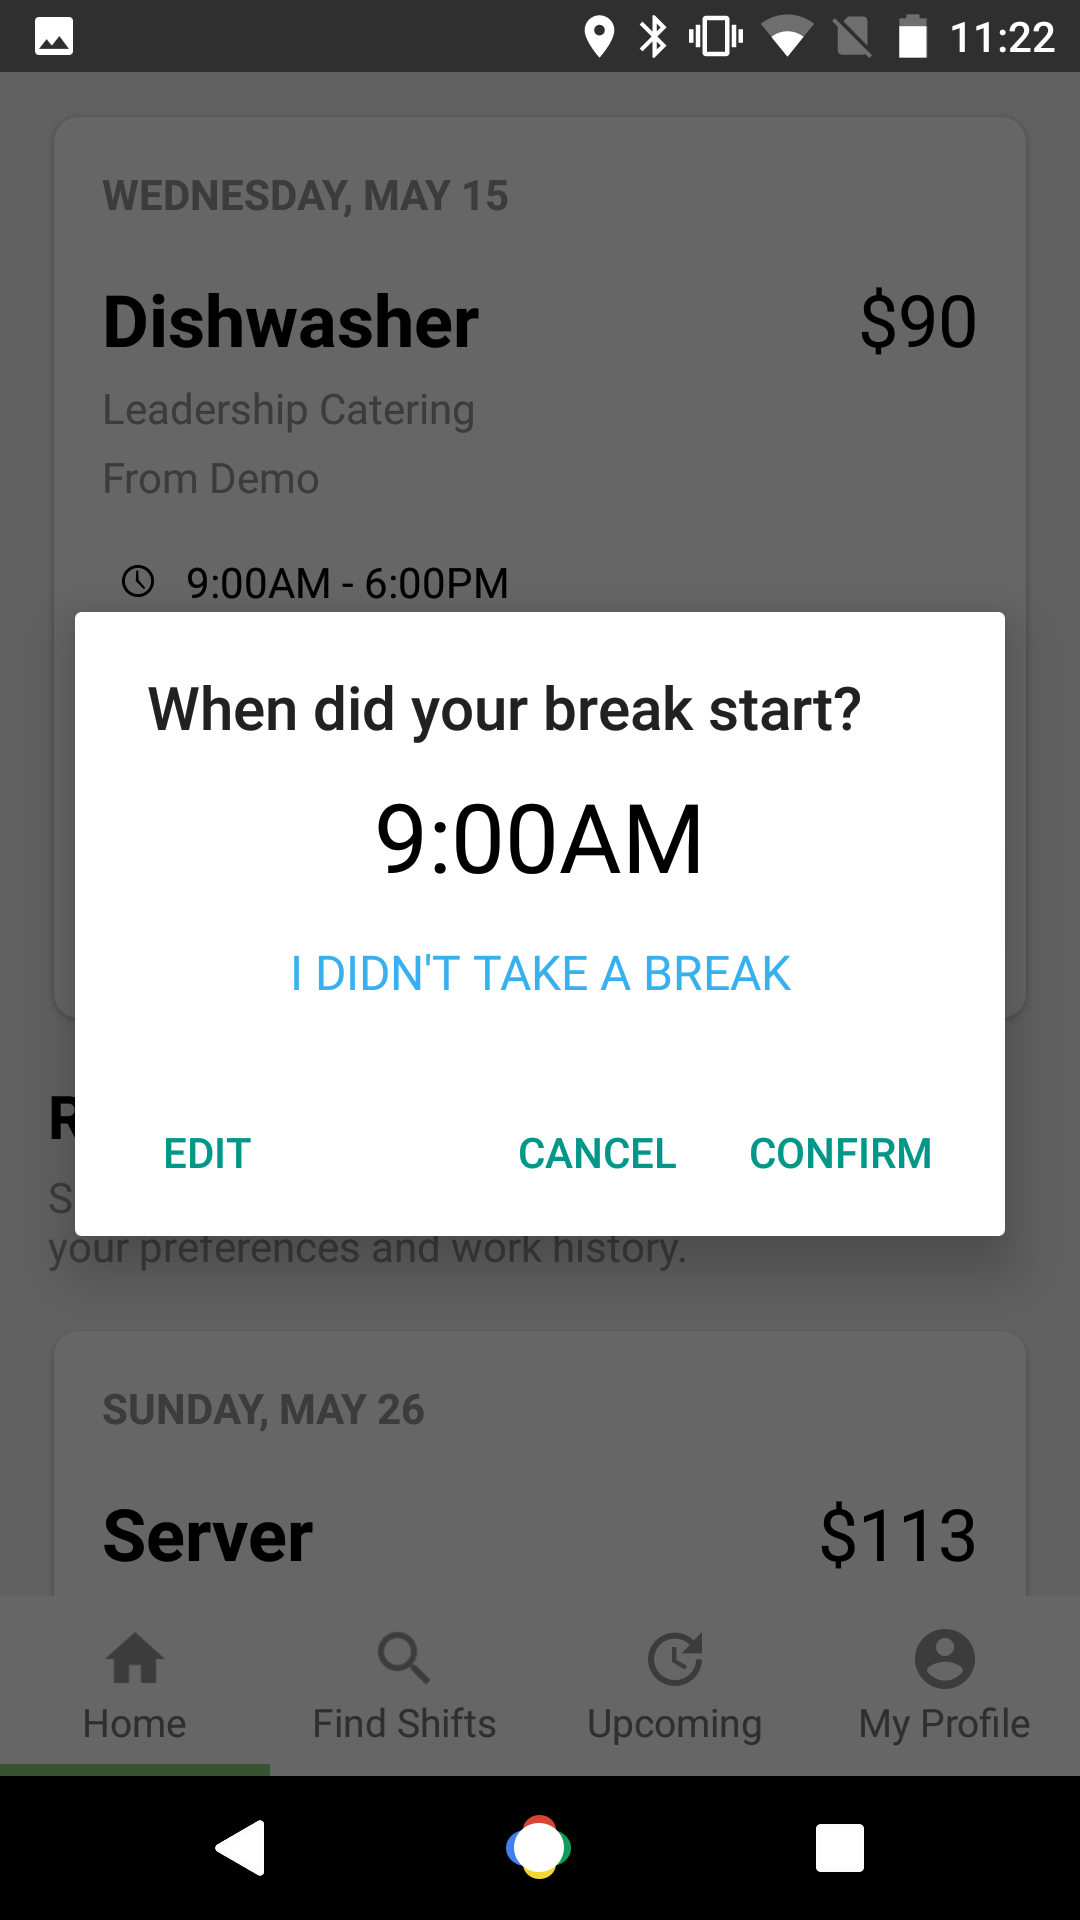 11:22
WEDNESDAY, MAY 15
Dishwasher $90
Leadership Catering
From Demo
9:00AM - 6:00PM
When did your break start?
9:00AM
I DIDN'T TAKE A BREAK
EDIT CANCEL CONFIRM
your preferences and work history.
SUNDAY, MAY 26
Server $113
Home Find Shifts Upcoming My Profile